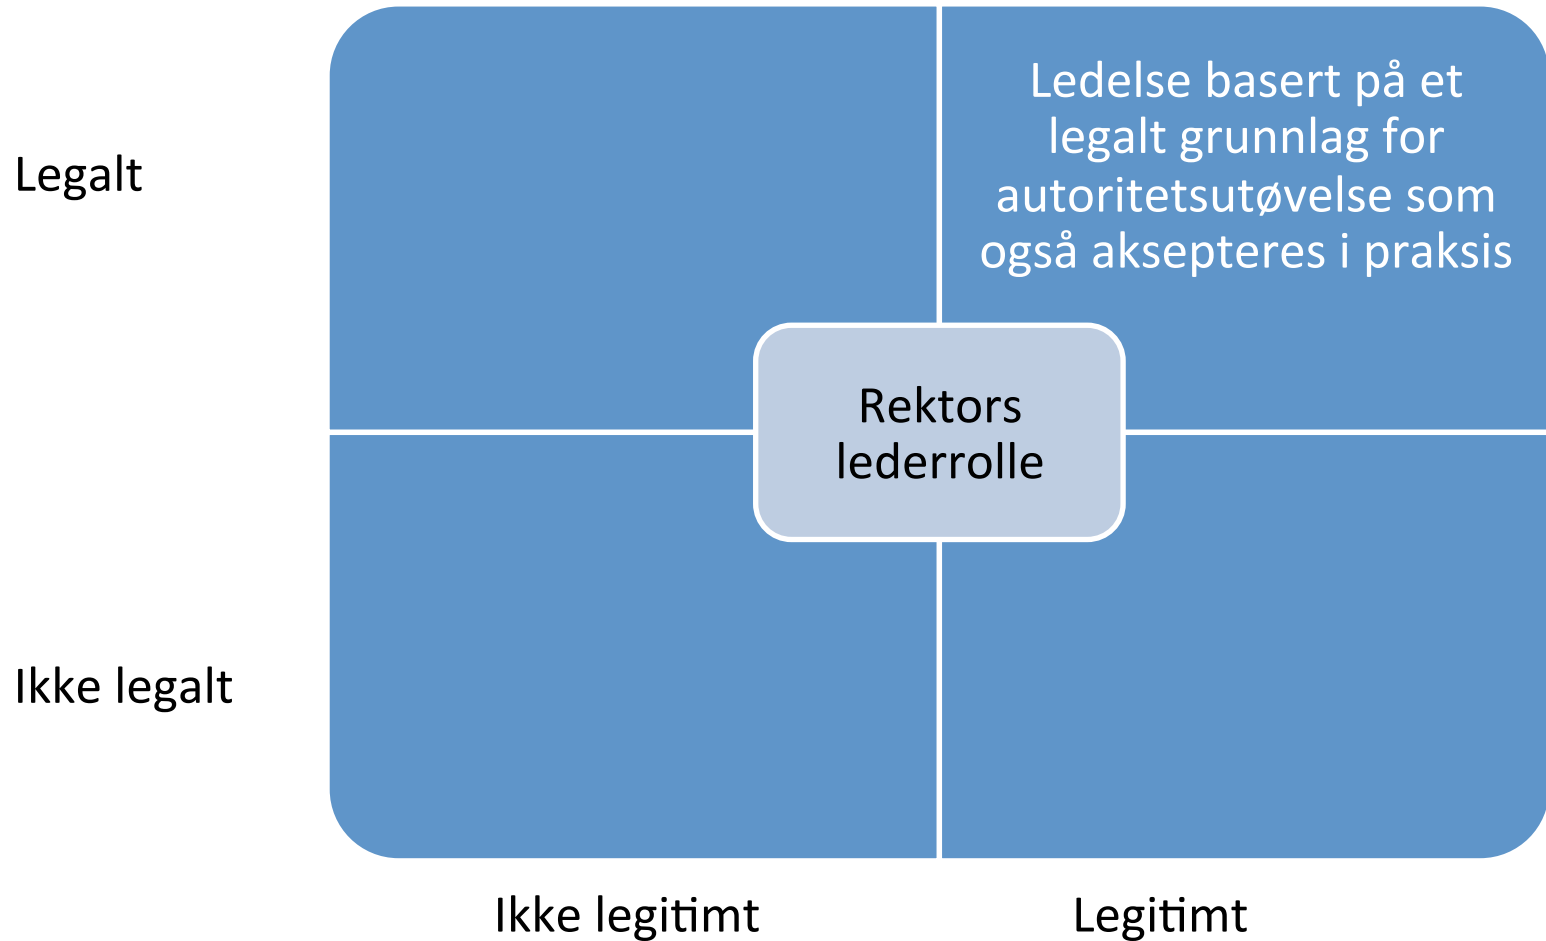 Legalt
Ledelse basert på et
legalt grunnlag for
autoritetsutøvelse som
også aksepteres i praksis
Rektors
lederrolle
Ikke legalt
Ikke legitimt
Legitimt